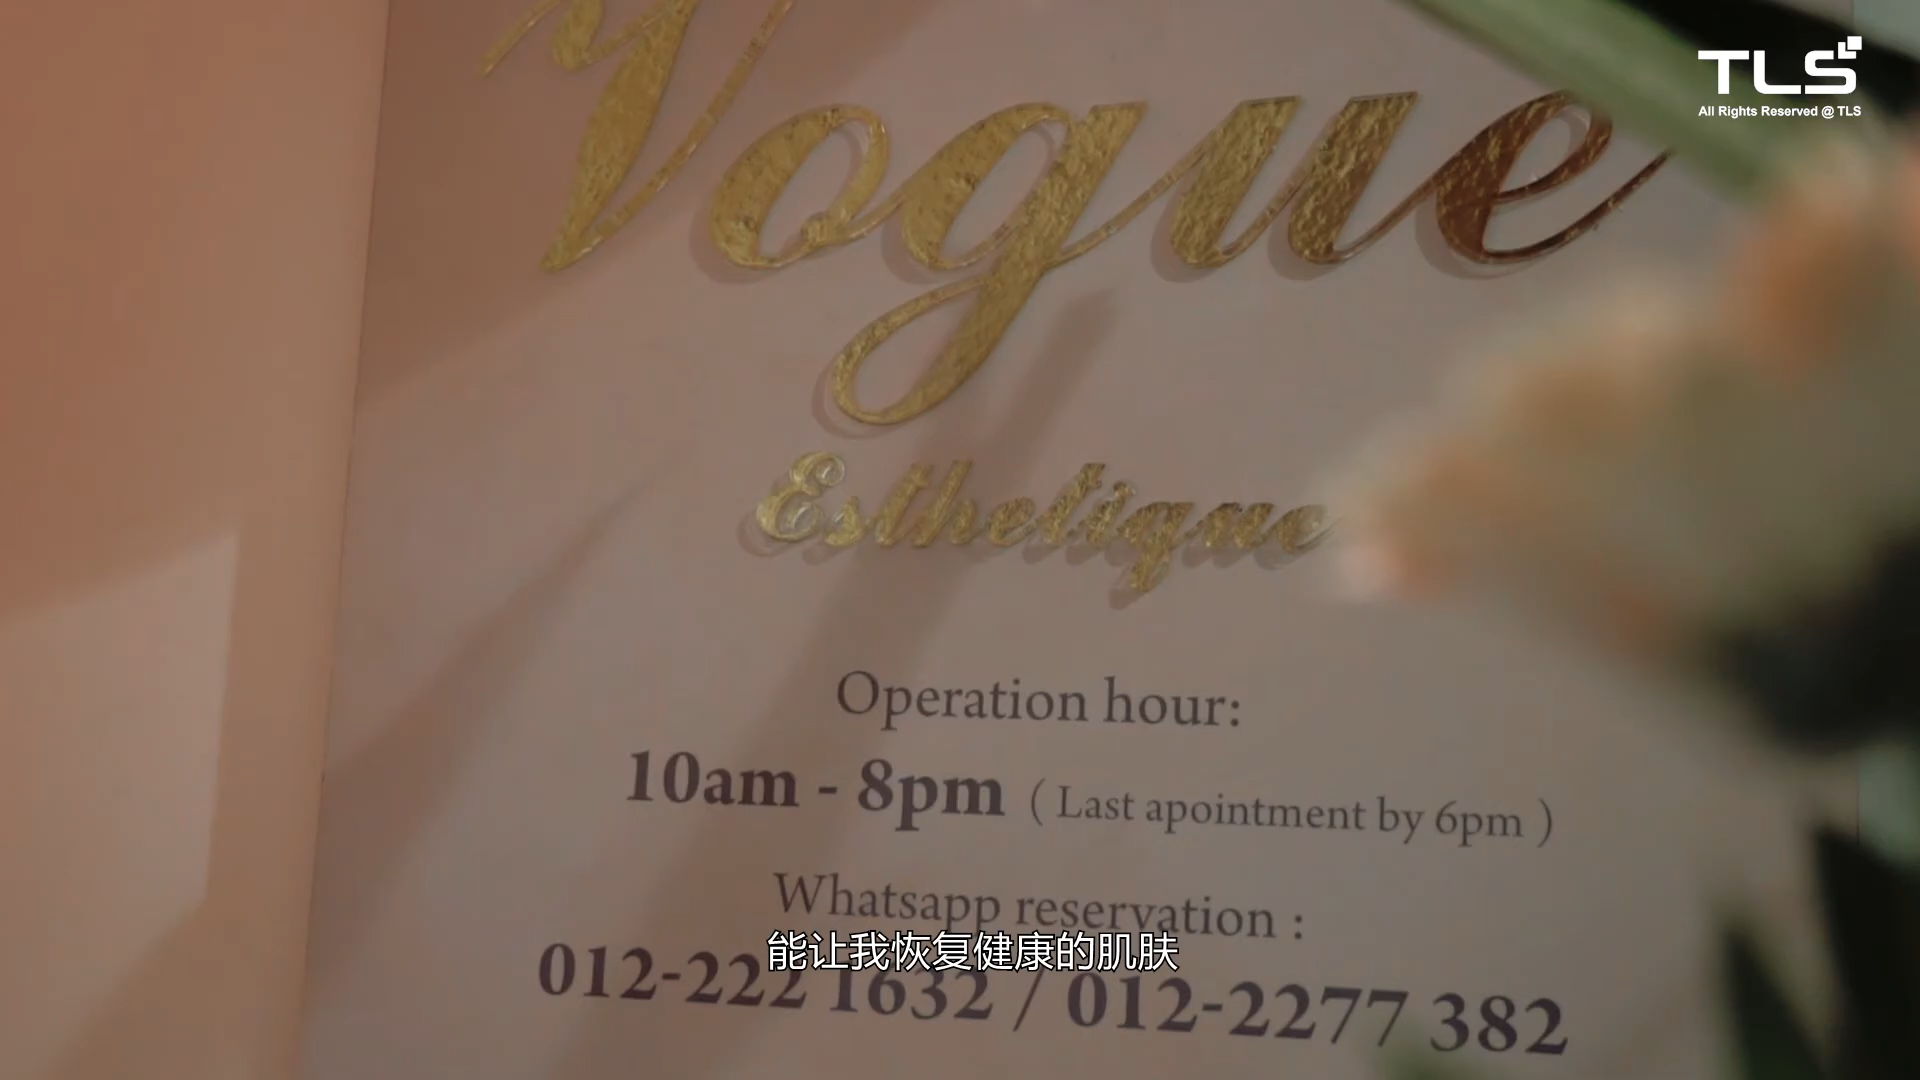 TLS
All Rights Reserved @ TLS
Vogue
Esthetique
Operation hour:
10am - 8pm ( Last apointment by 6pm )
Whatsapp reservation :
能让我恢复健康的肌肤
012-222 1632 / 012-2277 382